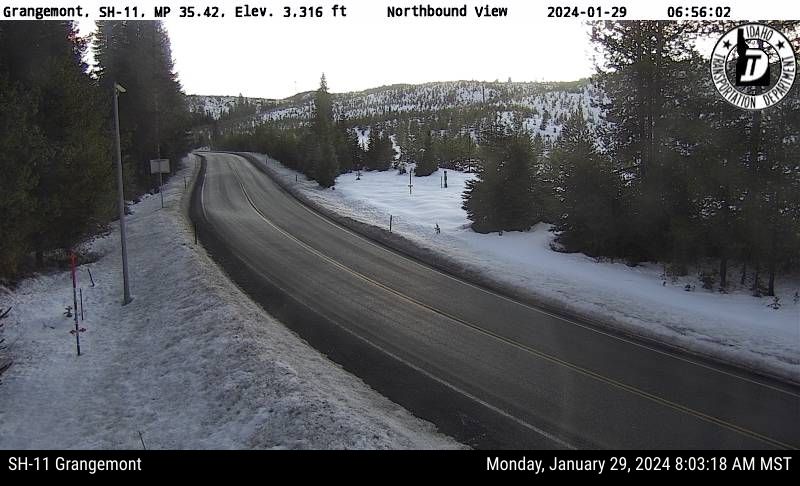 Grangemont, SH-11, MP 35.42, Elev. 3,316 ft Northbound View 2024-01-29 06:56:02
IDAHO
TRANSPORTATION DEPARTMENT
SH-11 Grangemont Monday, January 29, 2024 8:03:18 AM MST